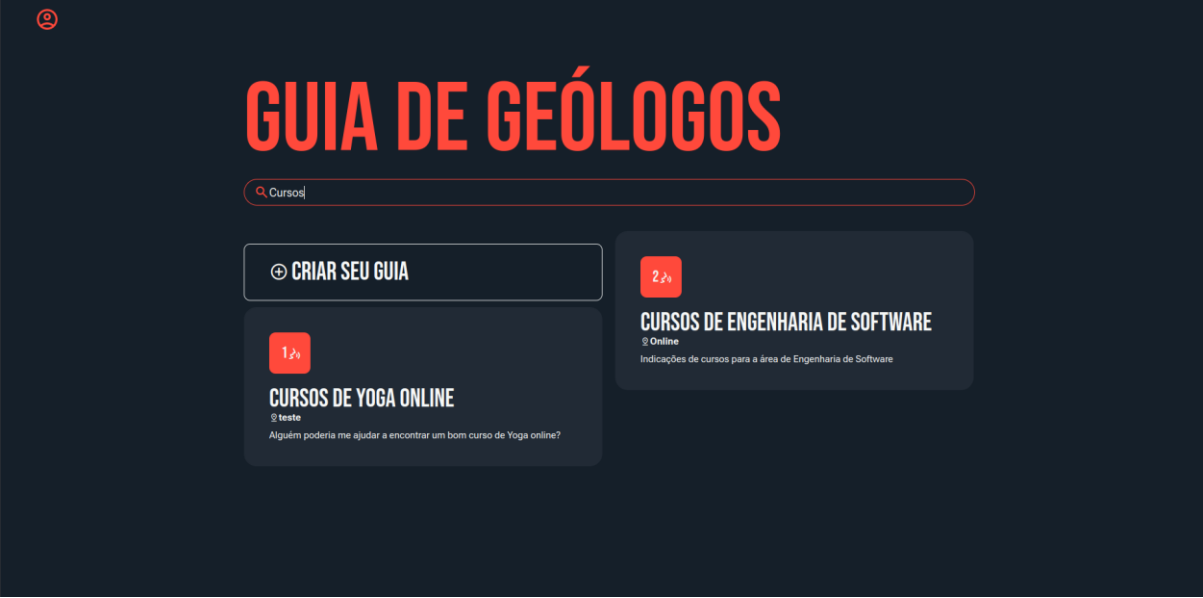 GUIA DE GEÓLOGOS
Cursos
CRIAR SEU GUIA
1
CURSOS DE YOGA ONLINE
teste
Alguém poderia me ajudar a encontrar um bom curso de Yoga online?
2
CURSOS DE ENGENHARIA DE SOFTWARE
Online
Indicações de cursos para a área de Engenharia de Software